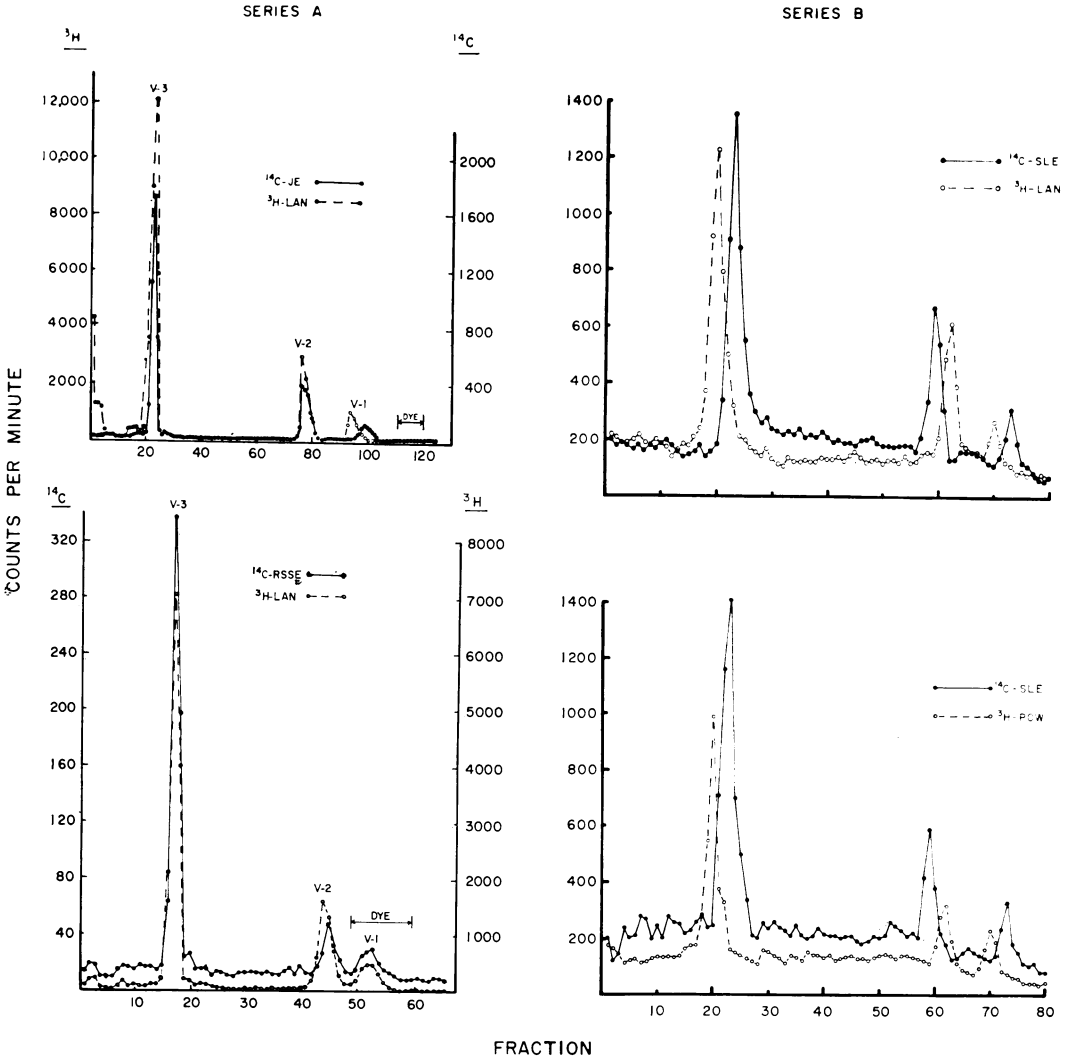 SERIES A
SERIES B
³H
¹⁴C
V-3
12,000
10,000
8000
6000
4000
2000
2000
1600
1200
800
400
¹⁴C-JE
³H-LAN
V-2
V-1
DYE
20 40 60 80 100 120
1400
1200
1000
800
600
400
200
¹⁴C-SLE
³H-LAN
COUNTS PER MINUTE
¹⁴C
³H
V-3
320
280
240
200
160
120
80
40
8000
7000
6000
5000
4000
3000
2000
1000
¹⁴C-RSSE
³H-LAN
V-2
DYE
V-1
10 20 30 40 50 60
1400
1200
1000
800
600
400
200
¹⁴C-SLE
³H-POW
10 20 30 40 50 60 70 80
FRACTION